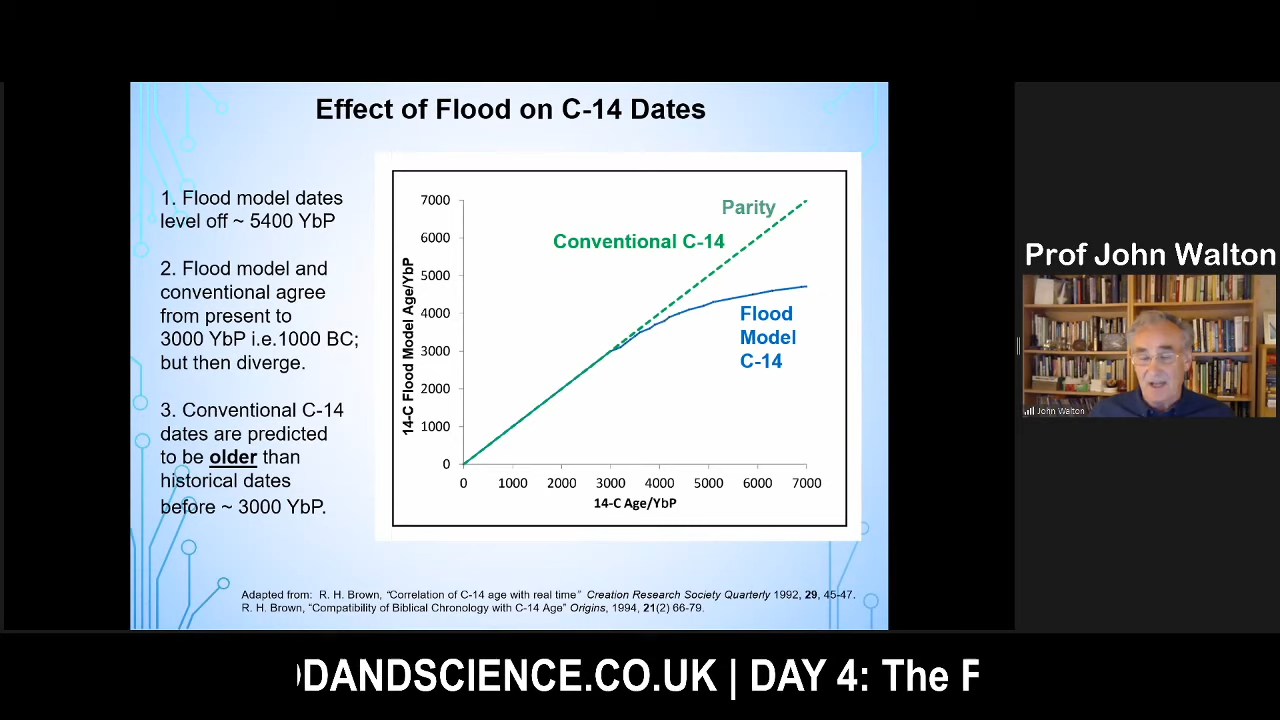 Effect of Flood on C-14 Dates
1. Flood model dates
level off ~ 5400 YbP
2. Flood model and
conventional agree
from present to
3000 YbP i.e.1000 BC;
but then diverge.
3. Conventional C-14
dates are predicted
to be older than
historical dates
before ~ 3000 YbP.
14-C Flood Model Age/YbP
7000
6000
5000
4000
3000
2000
1000
0
Parity
Conventional C-14
Flood
Model
C-14
0 1000 2000 3000 4000 5000 6000 7000
14-C Age/YbP
Adapted from: R. H. Brown, “Correlation of C-14 age with real time” Creation Research Society Quarterly 1992, 29, 45-47.
R. H. Brown, “Compatibility of Biblical Chronology with C-14 Age” Origins, 1994, 21(2) 66-79.
Prof John Walton
John Walton
DANDSCIENCE.CO.UK | DAY 4: The F